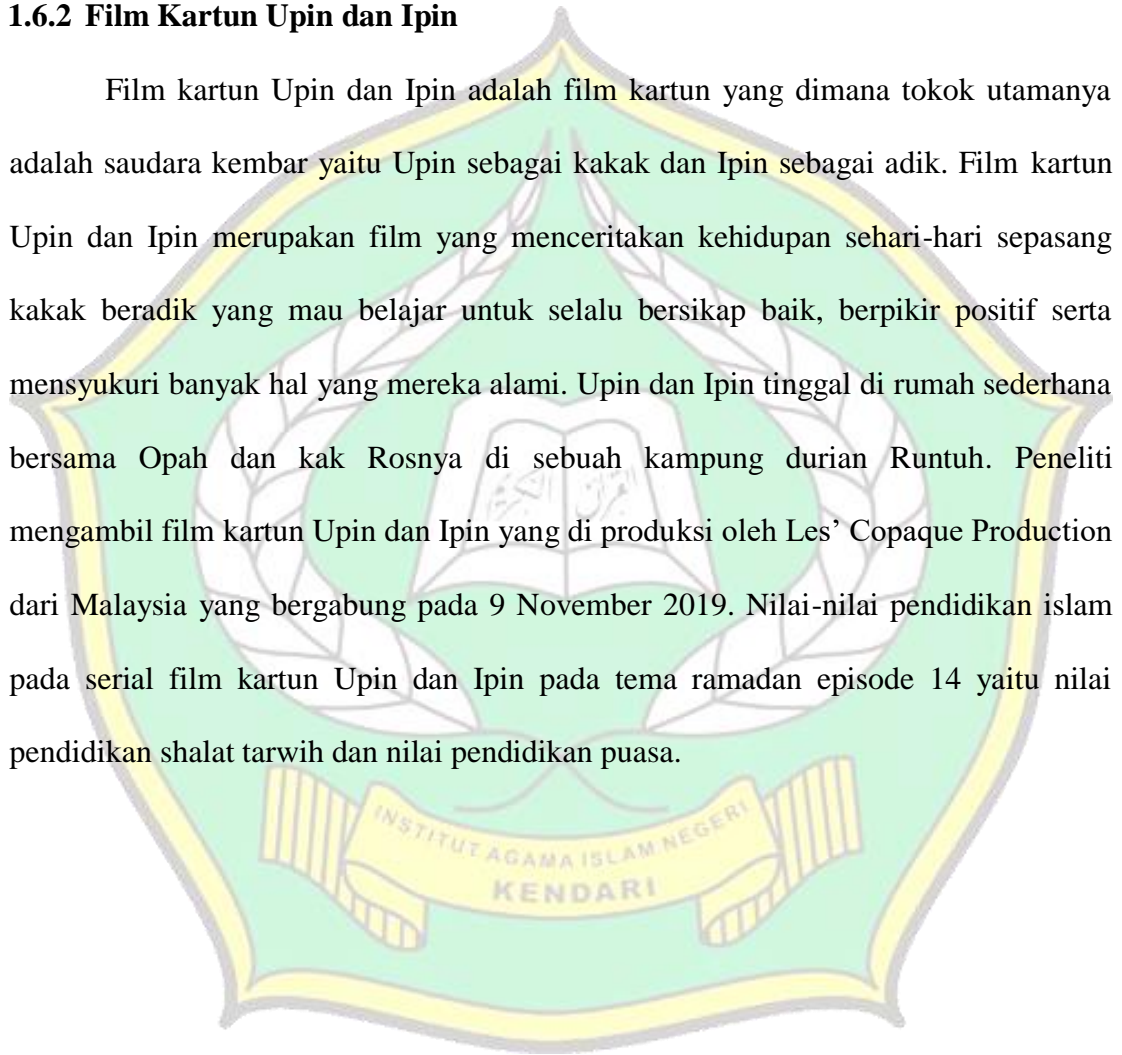 1.6.2 Film Kartun Upin dan Ipin
Film kartun Upin dan Ipin adalah film kartun yang dimana tokok utamanya
adalah saudara kembar yaitu Upin sebagai kakak dan Ipin sebagai adik. Film kartun
Upin dan Ipin merupakan film yang menceritakan kehidupan sehari-hari sepasang
kakak beradik yang mau belajar untuk selalu bersikap baik, berpikir positif serta
mensyukuri banyak hal yang mereka alami. Upin dan Ipin tinggal di rumah sederhana
bersama Opah dan kak Rosnya di sebuah kampung durian Runtuh. Peneliti
mengambil film kartun Upin dan Ipin yang di produksi oleh Les’ Copaque Production
dari Malaysia yang bergabung pada 9 November 2019. Nilai-nilai pendidikan islam
pada serial film kartun Upin dan Ipin pada tema ramadan episode 14 yaitu nilai
pendidikan shalat tarwih dan nilai pendidikan puasa.
INSTITUT AGAMA ISLAM NEGERI
KENDARI